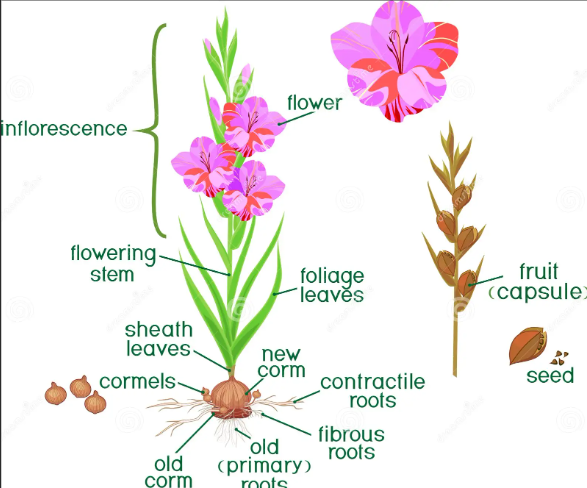 flower
inflorescence
flowering
stem
foliage
leaves
fruit
(capsule)
sheath
leaves
new
corm
seed
cormels
contractile
roots
fibrous
roots
old
(primary)
roots
old
corm